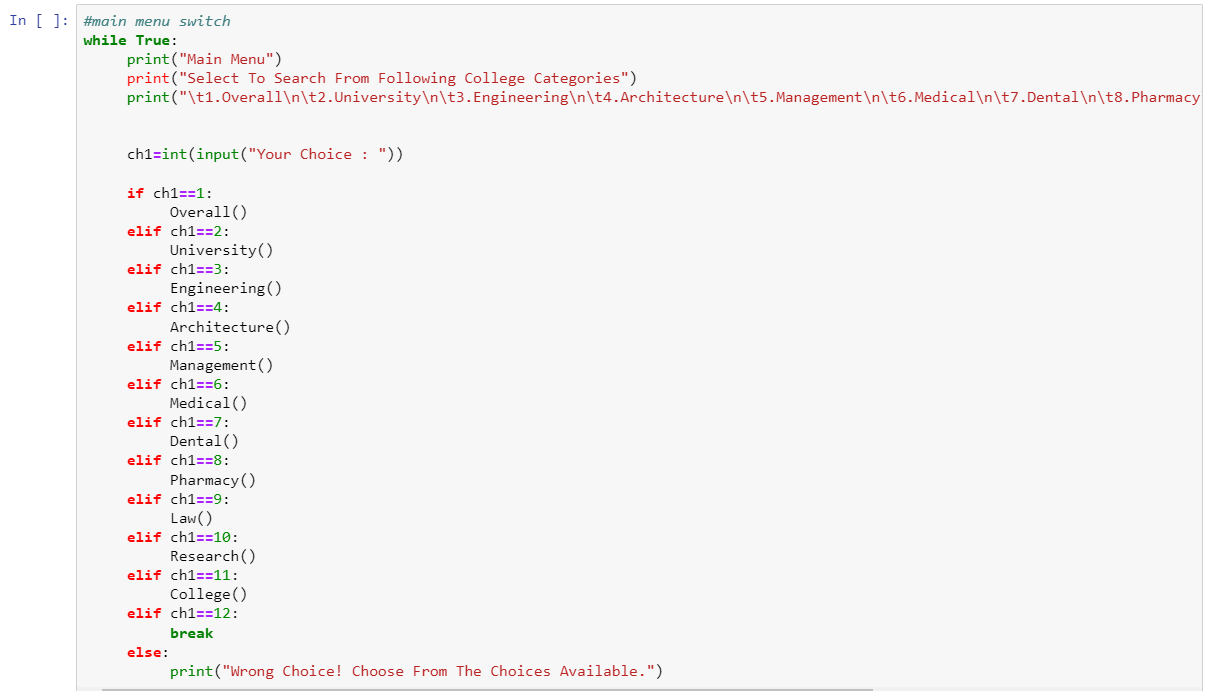 In [ ]: #main menu switch
while True:
     print("Main Menu")
     print("Select To Search From Following College Categories")
     print("\t1.Overall\n\t2.University\n\t3.Engineering\n\t4.Architecture\n\t5.Management\n\t6.Medical\n\t7.Dental\n\t8.Pharmacy
     ch1=int(input("Your Choice : "))
     if ch1==1:
          Overall()
     elif ch1==2:
          University()
     elif ch1==3:
          Engineering()
     elif ch1==4:
          Architecture()
     elif ch1==5:
          Management()
     elif ch1==6:
          Medical()
     elif ch1==7:
          Dental()
     elif ch1==8:
          Pharmacy()
     elif ch1==9:
          Law()
     elif ch1==10:
          Research()
     elif ch1==11:
          College()
     elif ch1==12:
          break
     else:
          print("Wrong Choice! Choose From The Choices Available.")